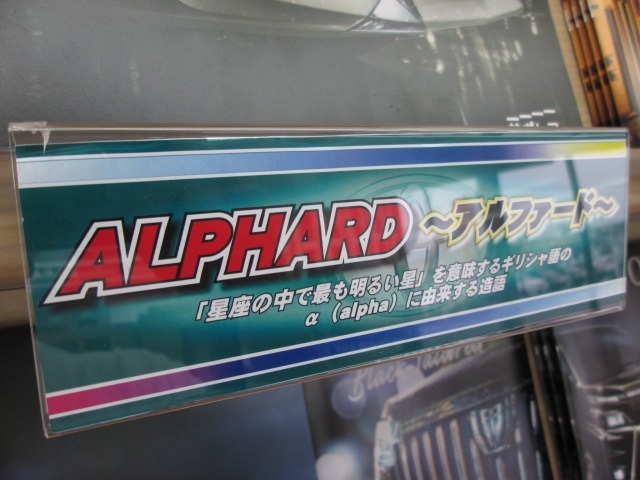 ALPHARD ～アルファード～
「星座の中で最も明るい星」を意味するギリシャ語の
α（alpha）に由来する造語